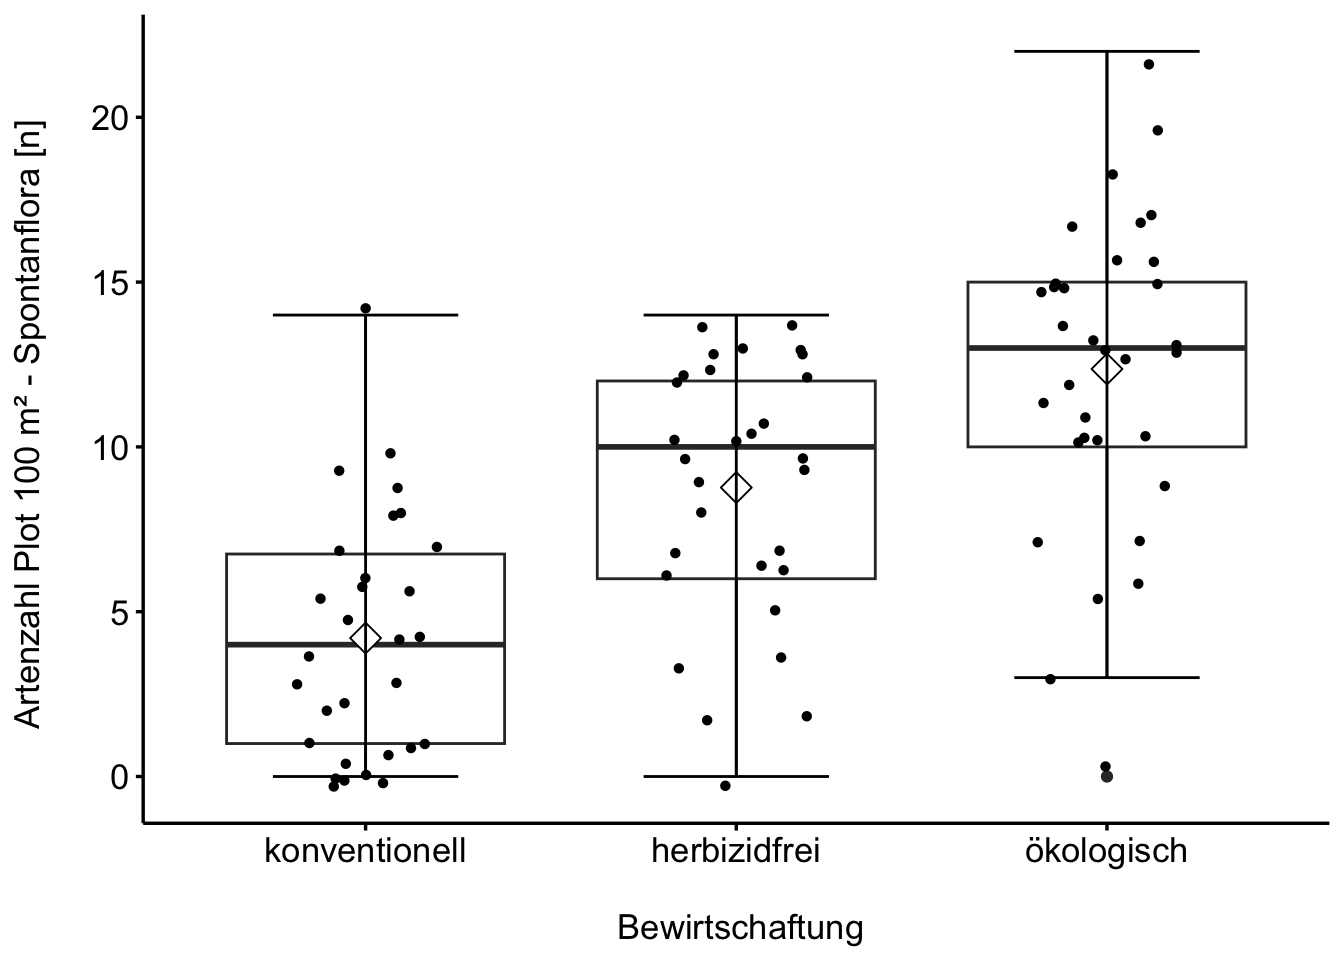 Artenzahl Plot 100 m² - Spontanflora [n]
20
15
10
5
0
konventionell herbizidfrei ökologisch
Bewirtschaftung